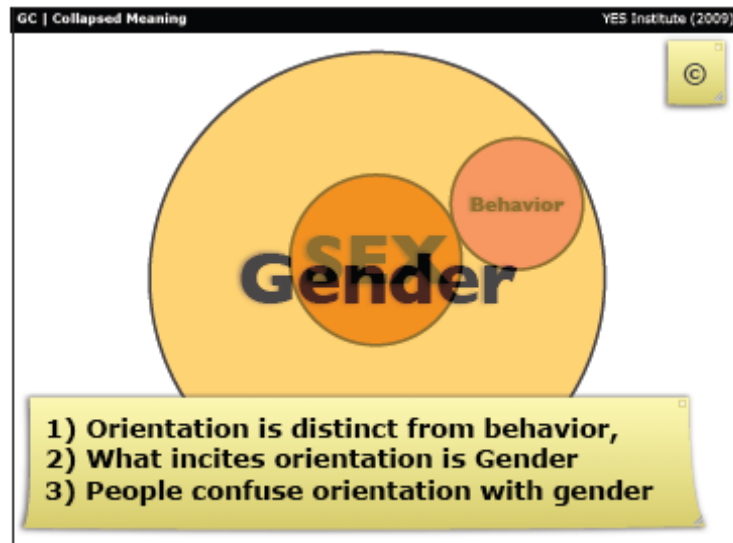 GC | Collapsed Meaning
YES Institute (2009)
©
Behavior
SEX
Gender
1) Orientation is distinct from behavior,
2) What incites orientation is Gender
3) People confuse orientation with gender